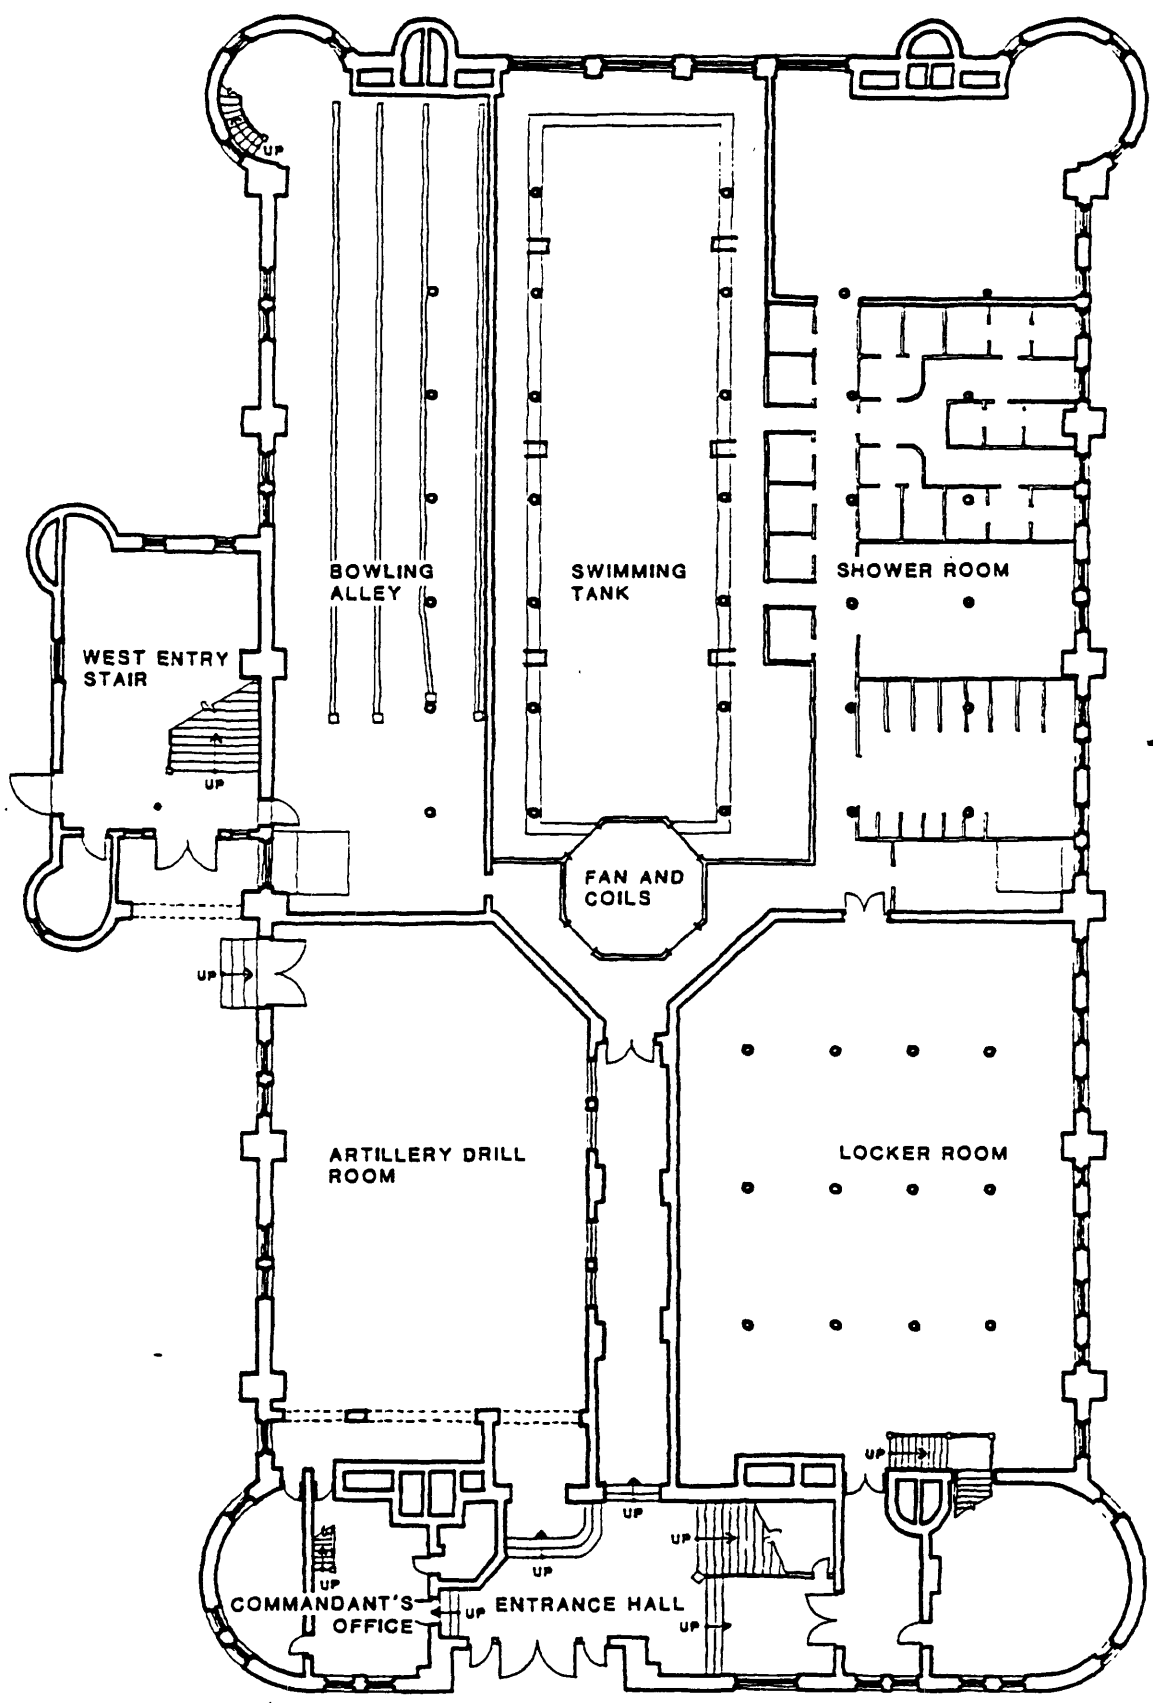 UP
BOWLING
ALLEY
SWIMMING
TANK
SHOWER ROOM
WEST ENTRY
STAIR
UP
FAN AND
COILS
UP
ARTILLERY DRILL
ROOM
LOCKER ROOM
UP
UP
UP
UP
UP
UP
COMMANDANT'S
OFFICE
UP
ENTRANCE HALL
UP